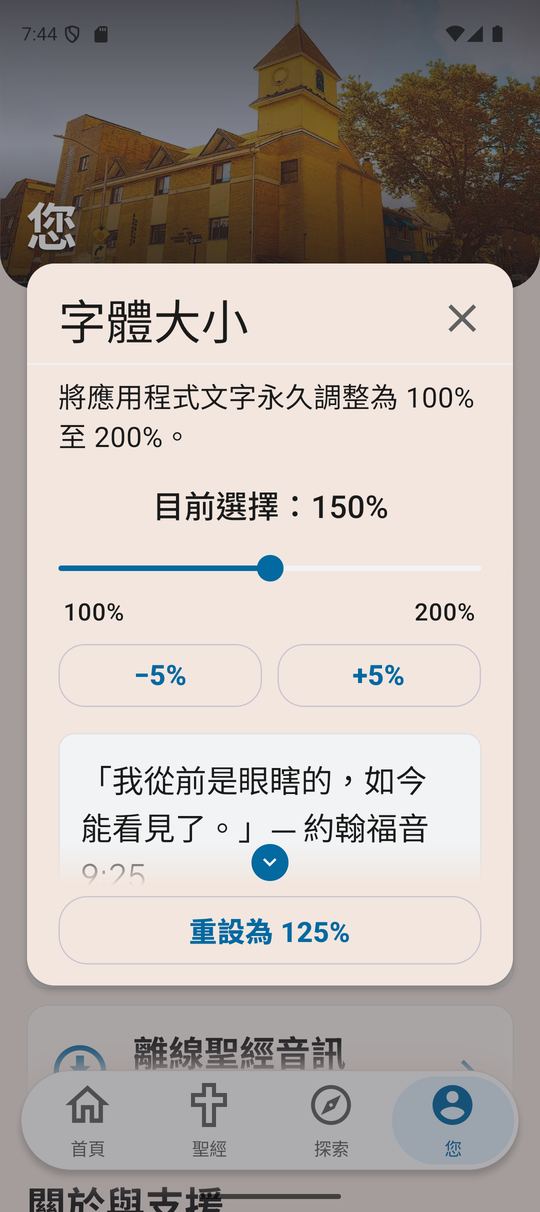 7:44
您
字體大小
將應用程式文字永久調整為 100%
至 200%。
目前選擇：150%
100%
200%
−5%
+5%
「我從前是眼瞎的，如今
能看見了。」— 約翰福音
9:25
重設為 125%
離線聖經音訊
首頁
聖經
探索
您
關於與支援